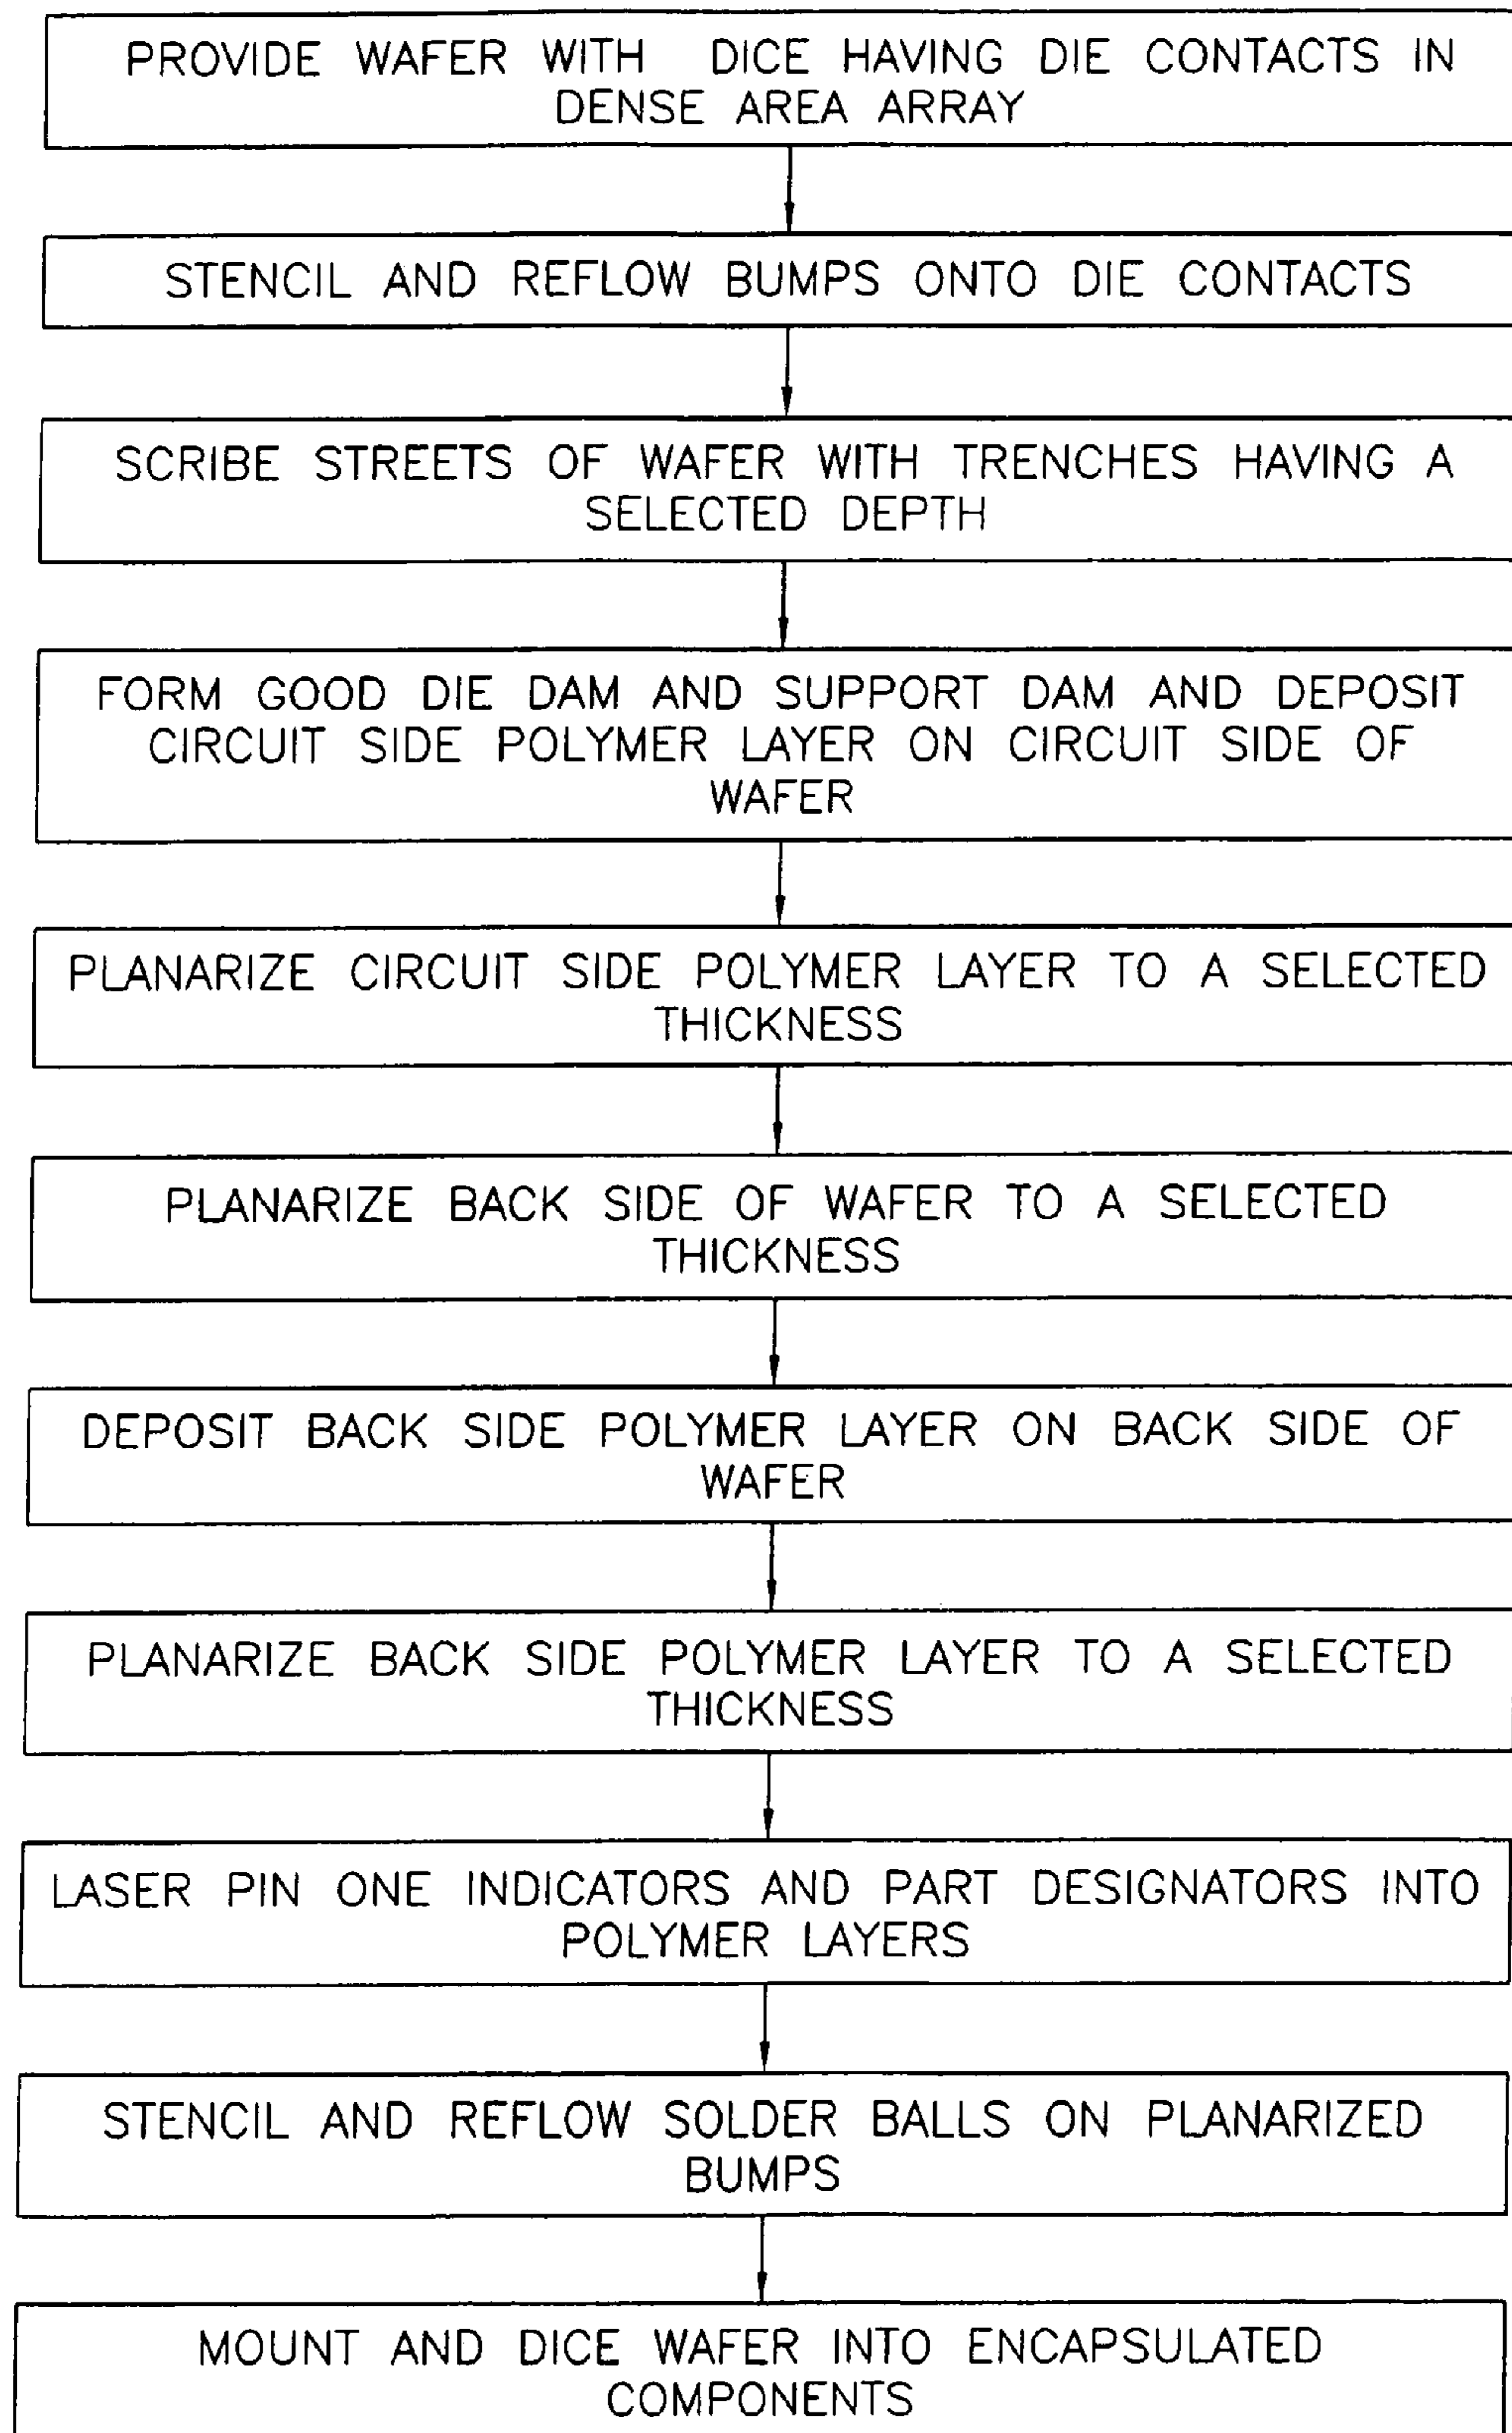 PROVIDE WAFER WITH DICE HAVING DIE CONTACTS IN
DENSE AREA ARRAY
STENCIL AND REFLOW BUMPS ONTO DIE CONTACTS
SCRIBE STREETS OF WAFER WITH TRENCHES HAVING A
SELECTED DEPTH
FORM GOOD DIE DAM AND SUPPORT DAM AND DEPOSIT
CIRCUIT SIDE POLYMER LAYER ON CIRCUIT SIDE OF
WAFER
PLANARIZE CIRCUIT SIDE POLYMER LAYER TO A SELECTED
THICKNESS
PLANARIZE BACK SIDE OF WAFER TO A SELECTED
THICKNESS
DEPOSIT BACK SIDE POLYMER LAYER ON BACK SIDE OF
WAFER
PLANARIZE BACK SIDE POLYMER LAYER TO A SELECTED
THICKNESS
LASER PIN ONE INDICATORS AND PART DESIGNATORS INTO
POLYMER LAYERS
STENCIL AND REFLOW SOLDER BALLS ON PLANARIZED
BUMPS
MOUNT AND DICE WAFER INTO ENCAPSULATED
COMPONENTS